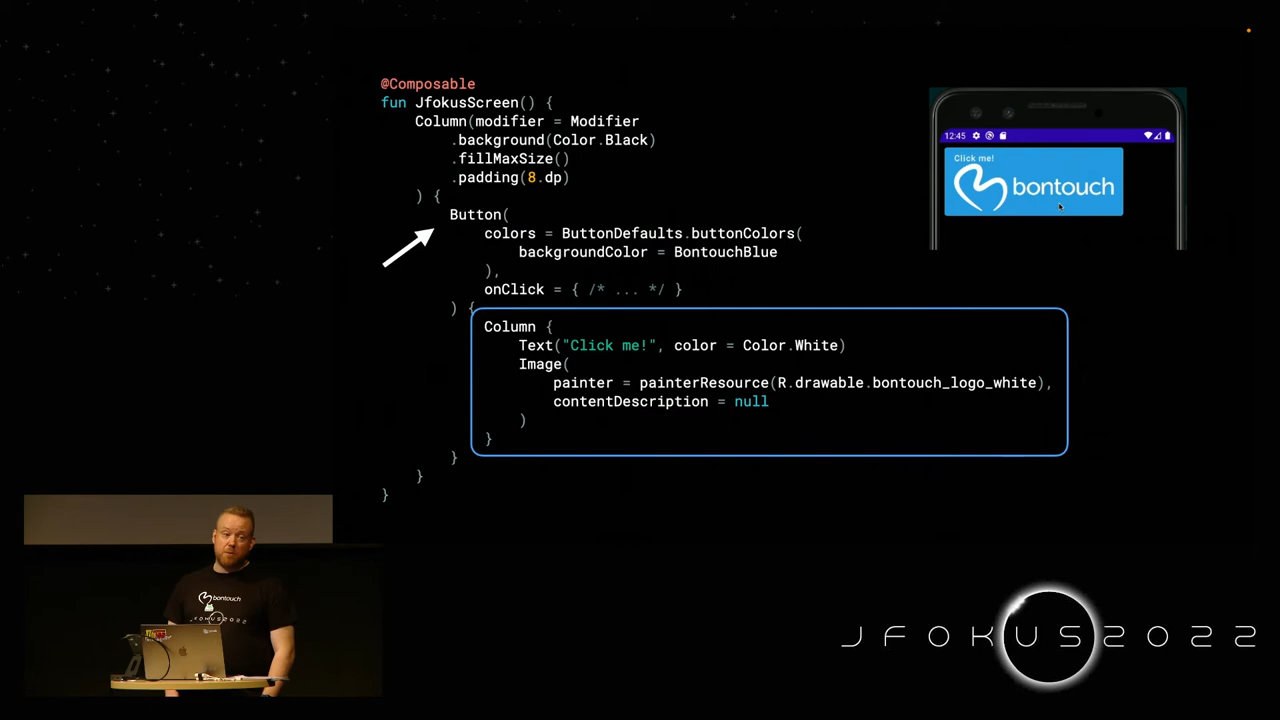 @Composable
fun JfokusScreen() {
Column(modifier = Modifier
.background(Color.Black)
.fillMaxSize()
.padding(8.dp)
) {
Button(
colors = ButtonDefaults.buttonColors(
backgroundColor = BontouchBlue
),
onClick = { /* ... */ }
) {
Column {
Text("Click me!", color = Color.White)
Image(
painter = painterResource(R.drawable.bontouch_logo_white),
contentDescription = null
)
}
}
}
}
12:45
Click me!
bontouch
bontouch
JFOKUS2022
JFOKUS2022